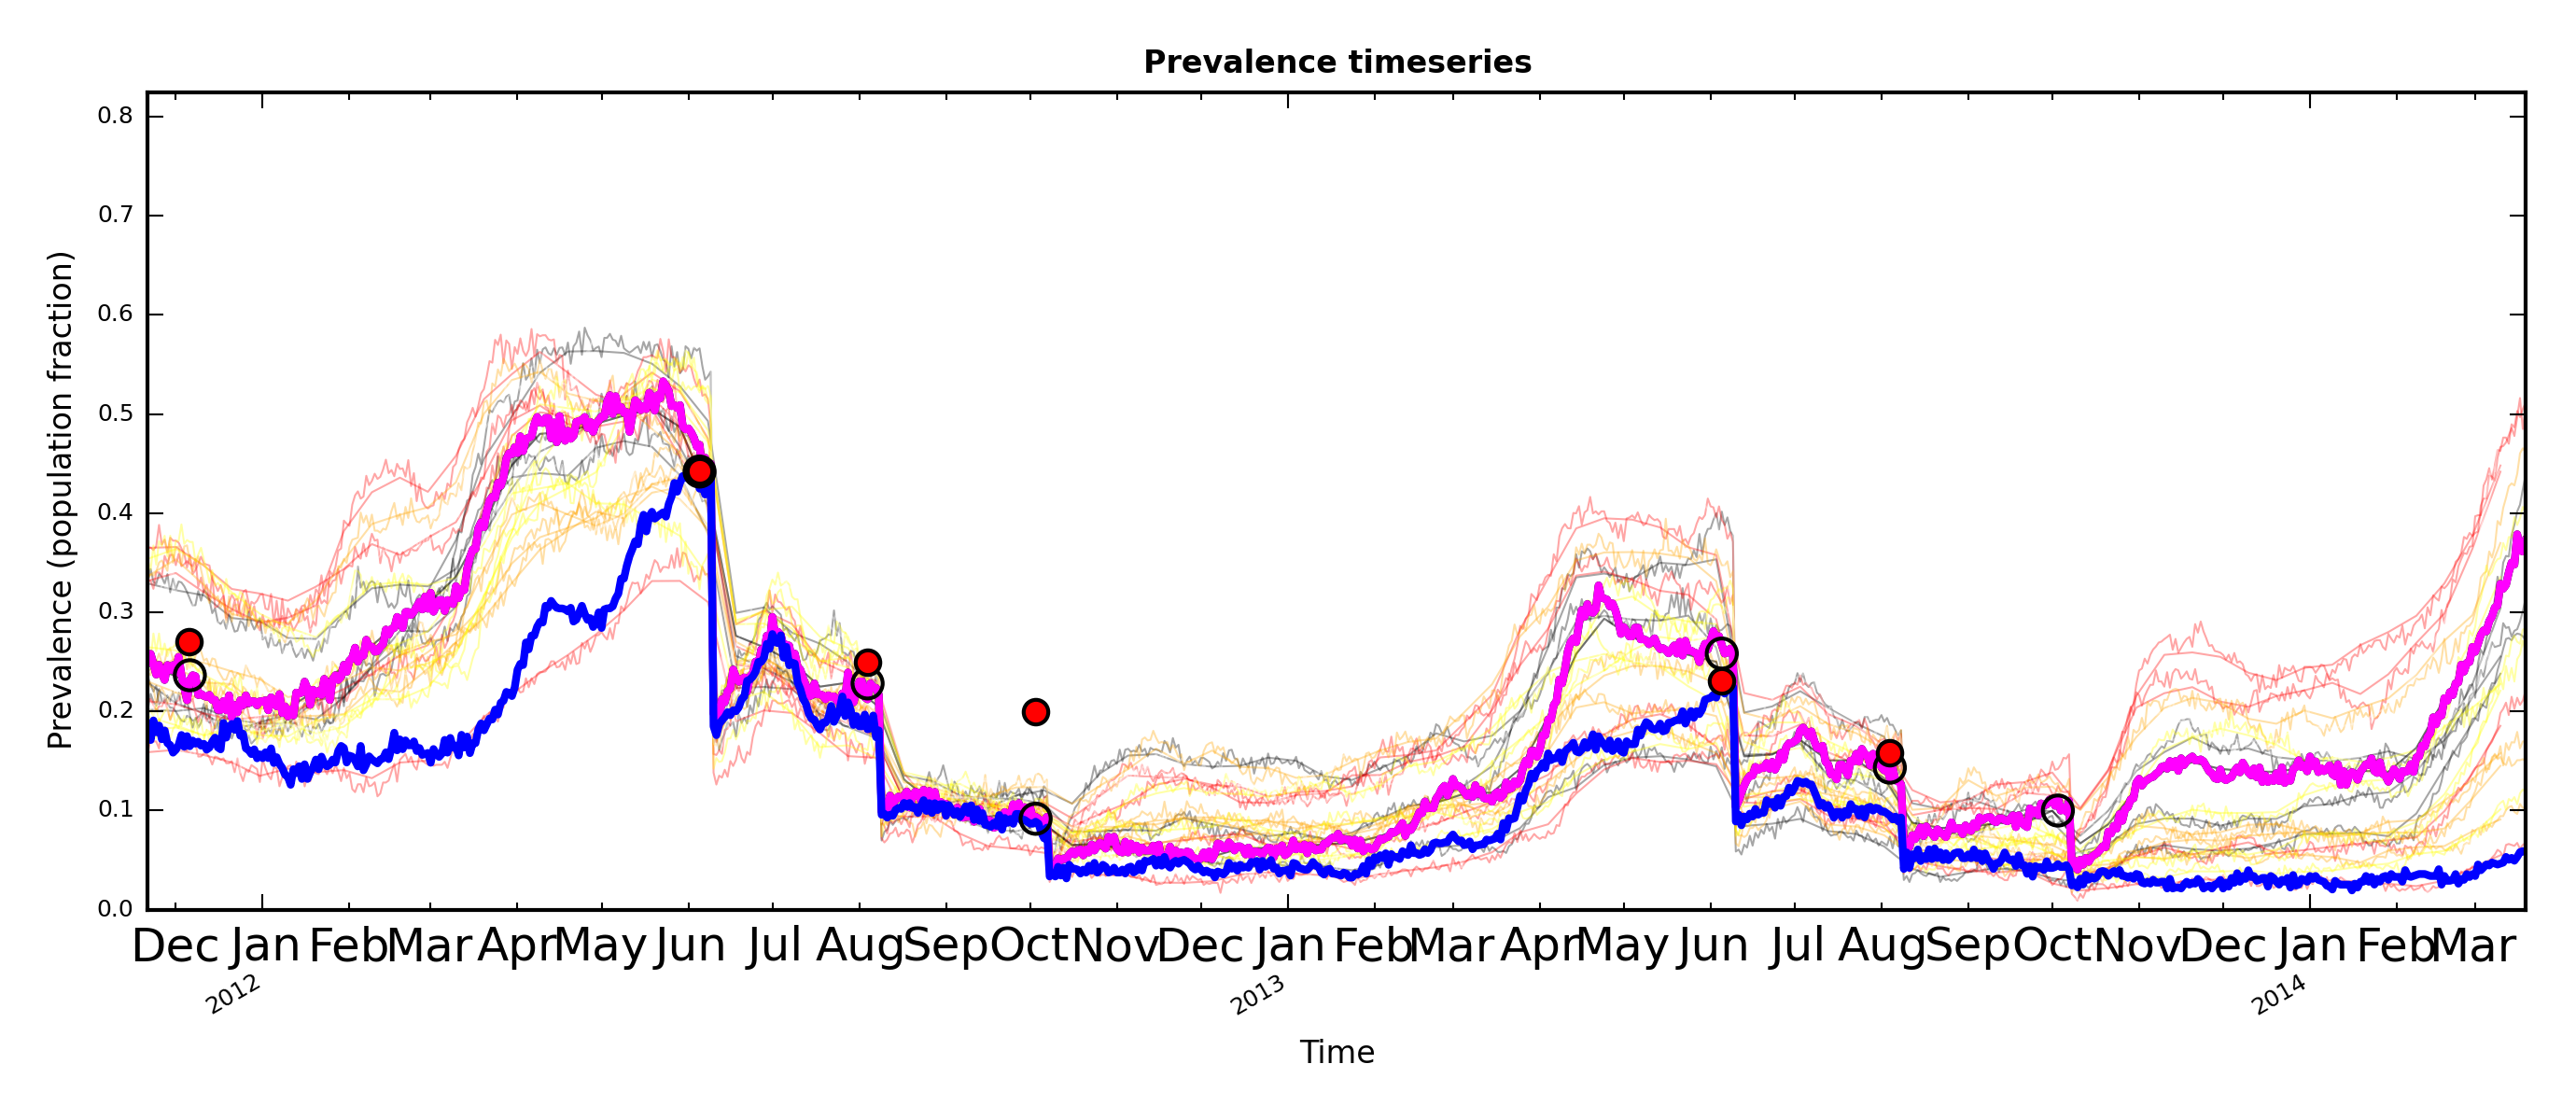 Prevalence timeseries
Prevalence (population fraction)
0.8
0.7
0.6
0.5
0.4
0.3
0.2
0.1
0.0
Dec Jan Feb Mar Apr May Jun Jul Aug Sep Oct Nov Dec Jan Feb Mar Apr May Jun Jul Aug Sep Oct Nov Dec Jan Feb Mar
2012 2013 2014
Time